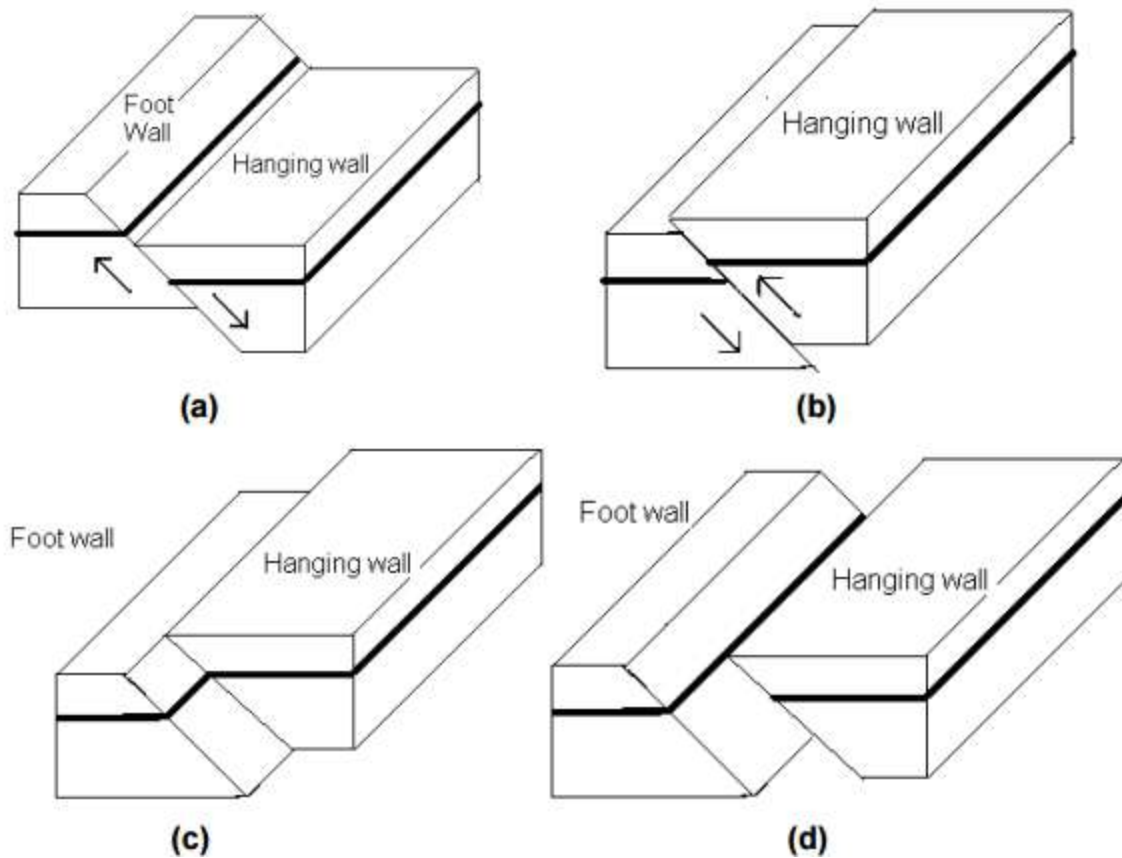 Foot
Wall
Hanging wall
(a)
Hanging wall
(b)
Foot wall
Hanging wall
(c)
Foot wall
Hanging wall
(d)